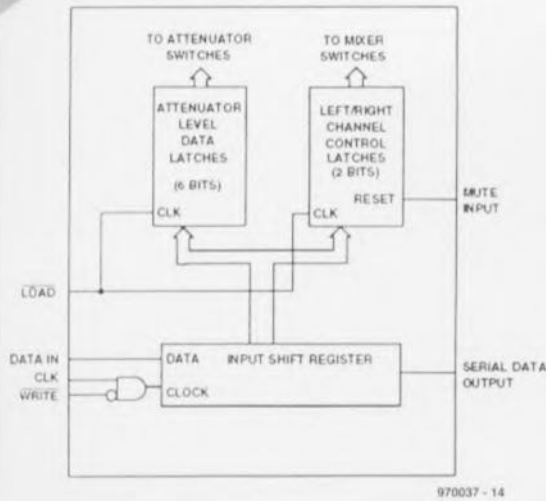 TO ATTENUATOR
SWITCHES
TO MIXER
SWITCHES
ATTENUATOR
LEVEL
DATA
LATCHES
(6 BITS)
CLK
LEFT/RIGHT
CHANNEL
CONTROL
LATCHES
(2 BITS)
RESET
CLK
MUTE
INPUT
LOAD
DATA IN
CLK
WRITE
DATA
INPUT SHIFT REGISTER
CLOCK
SERIAL DATA
OUTPUT
970037 - 14